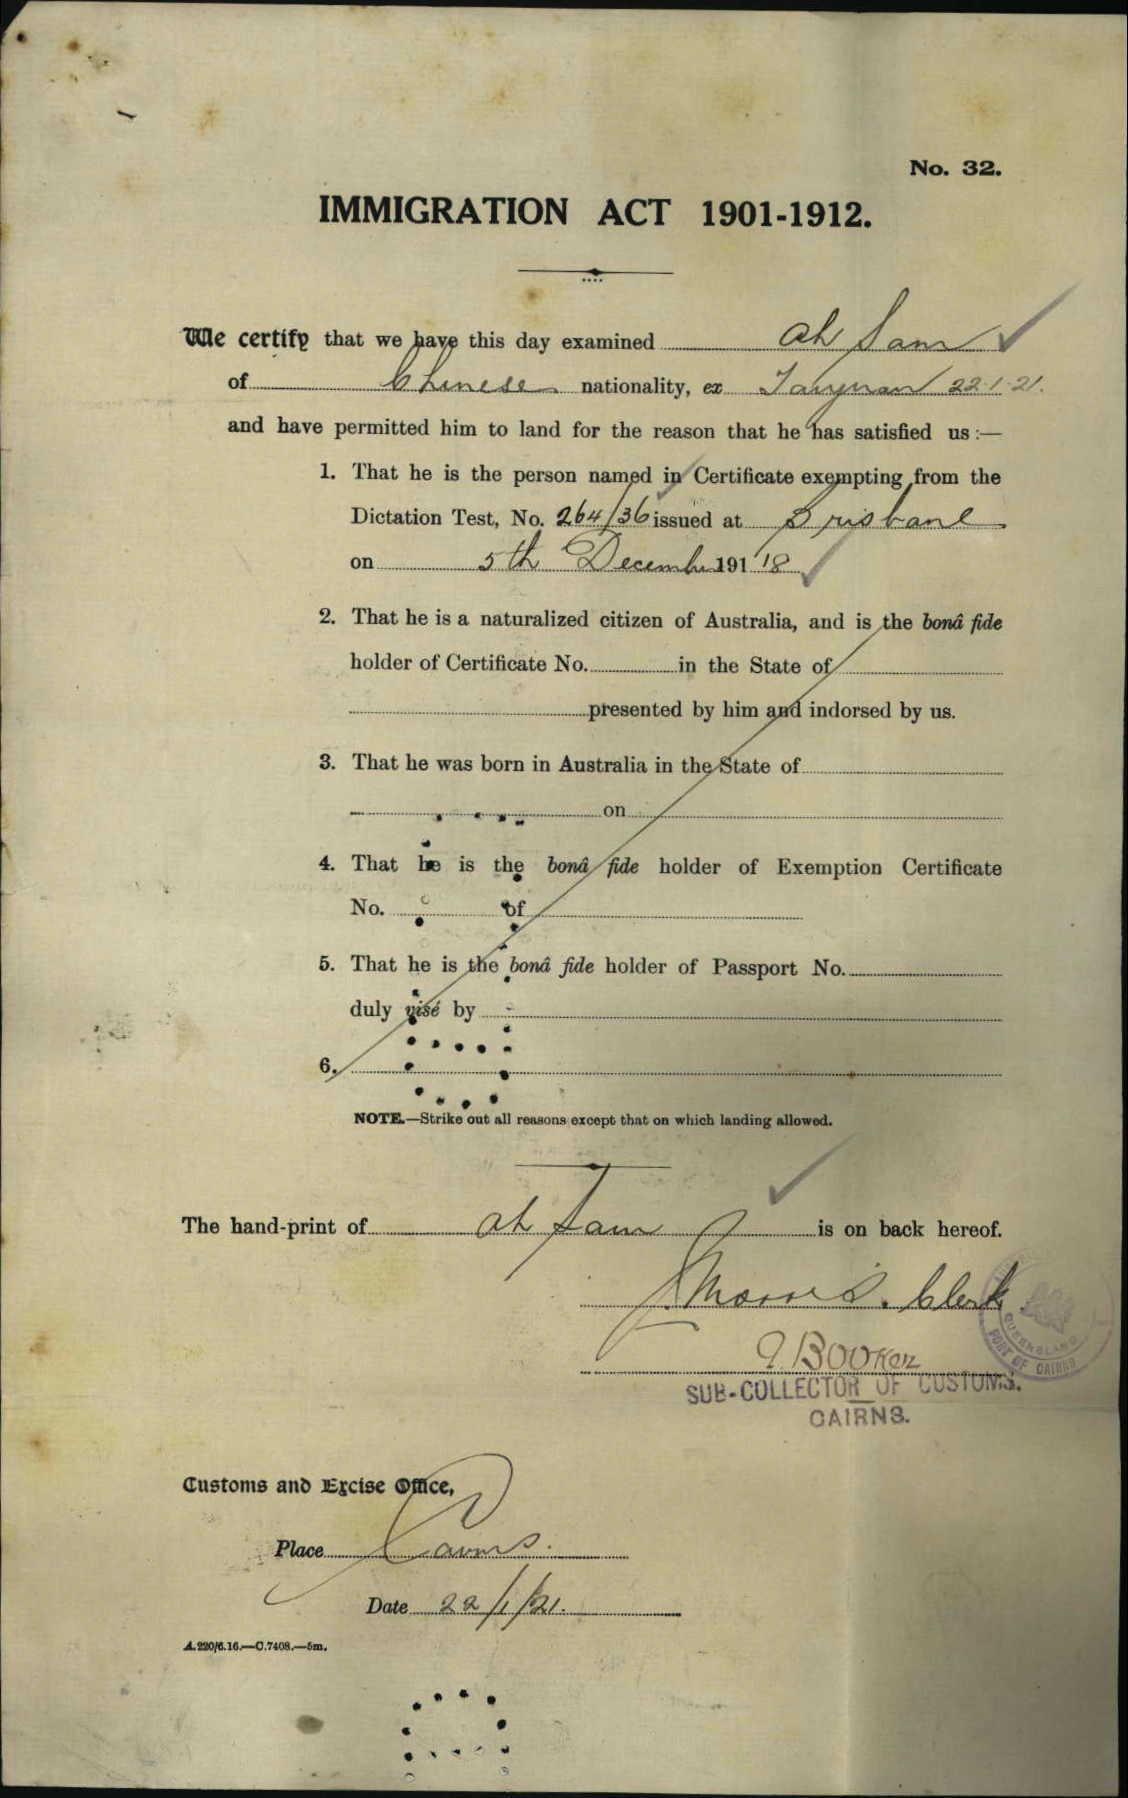 No. 32.
IMMIGRATION ACT 1901-1912.
We certify that we have this day examined Ah Sam
of Chinese nationality, ex Taiyuan 22.1.21.
and have permitted him to land for the reason that he has satisfied us :—
1. That he is the person named in Certificate exempting from the
Dictation Test, No. 264/36 issued at Brisbane
on 5th December 191 18
2. That he is a naturalized citizen of Australia, and is the bonâ fide
holder of Certificate No. in the State of
presented by him and indorsed by us.
3. That he was born in Australia in the State of
on
4. That he is the bonâ fide holder of Exemption Certificate
No. of
5. That he is the bonâ fide holder of Passport No.
duly visé by
6.
NOTE.—Strike out all reasons except that on which landing allowed.
The hand-print of Ah Sam is on back hereof.
J Morris. Clerk
QUEENSLAND
PORT OF CAIRNS
Booker
SUB-COLLECTOR OF CUSTOMS.
CAIRNS.
Customs and Excise Office,
Place Cairns.
Date 22/1/21.
A.220/6.16.—C.7408.—5m.